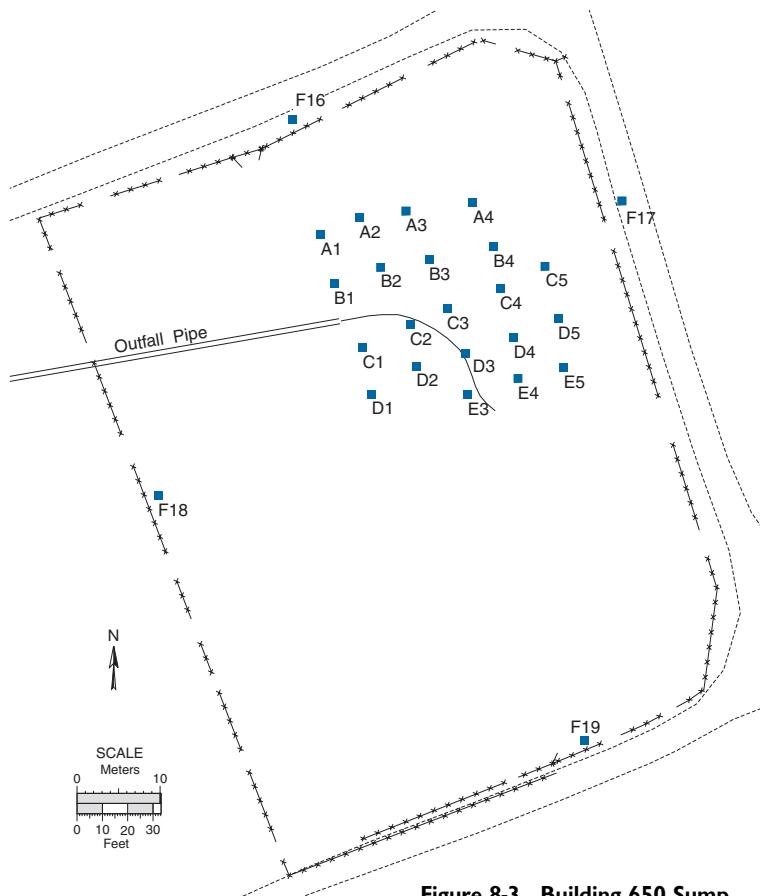 F16
F17
A4
A3
A2
A1
B4
B3
B2
B1
C5
C4
C3
C2
C1
D5
D4
D3
D2
D1
E5
E4
E3
Outfall Pipe
F18
N
F19
SCALE
Meters
0 10
0 10 20 30
Feet
Figure 8-3. Building 650 Sump